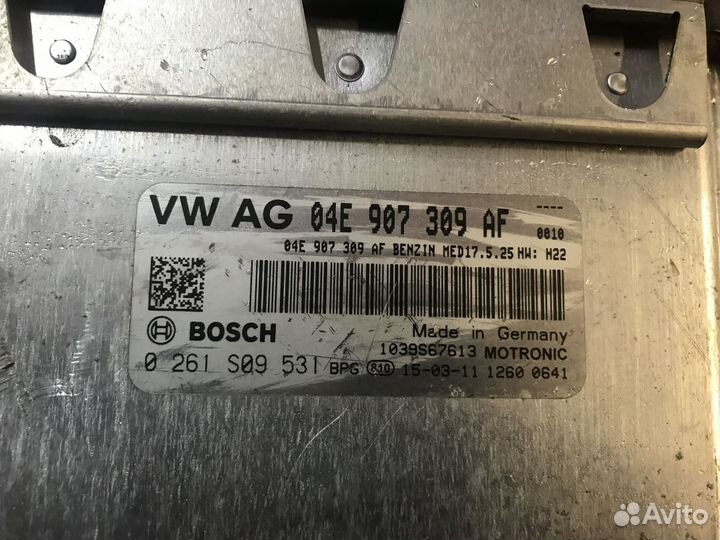 VW AG 04E 907 309 AF
----
0010
04E 907 309 AF BENZIN MED17.5.25 HW: H22
BOSCH
Made in Germany
1039S67613 MOTRONIC
0 261 S09 531 BPG 810 15-03-11 1260 0641
Avito